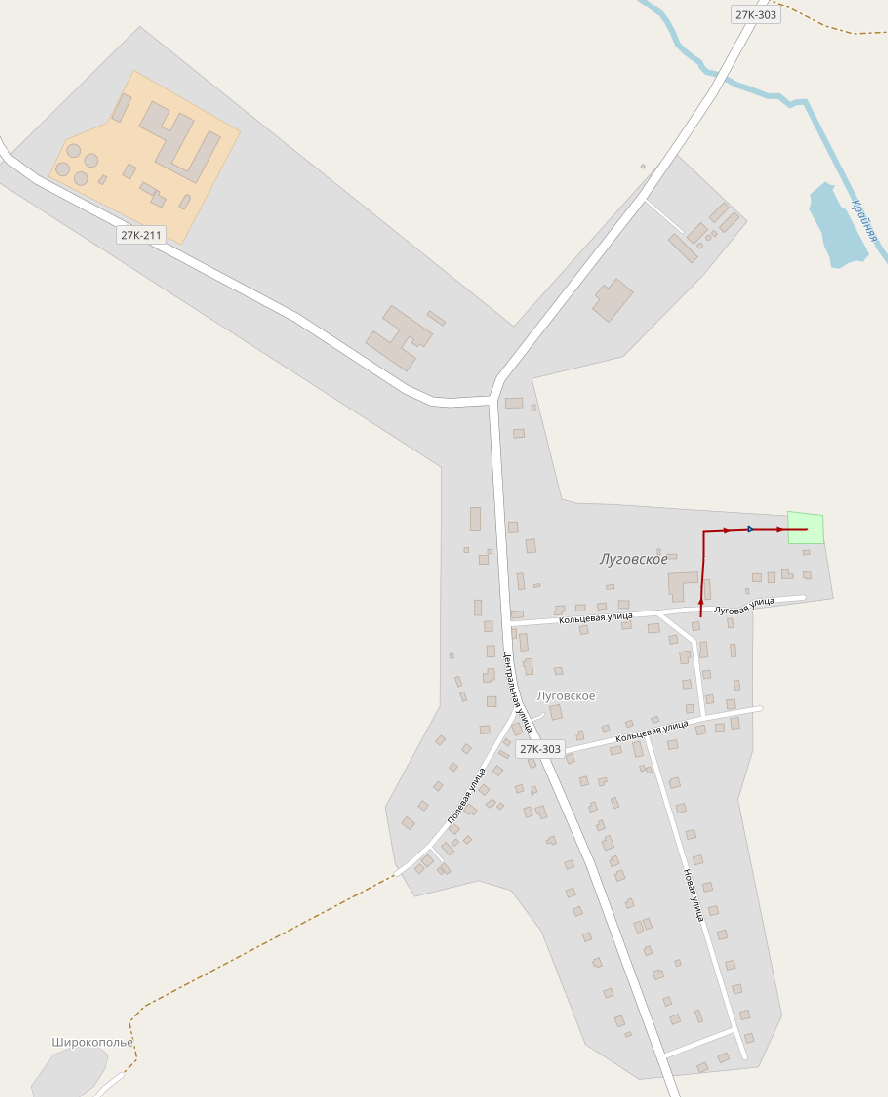 27К-303
Крайняя
27К-211
Луговское
Луговая улица
Кольцевая улица
Центральная улица
Луговское
Кольцевая улица
27К-303
Полевая улица
Новая улица
Широкополье